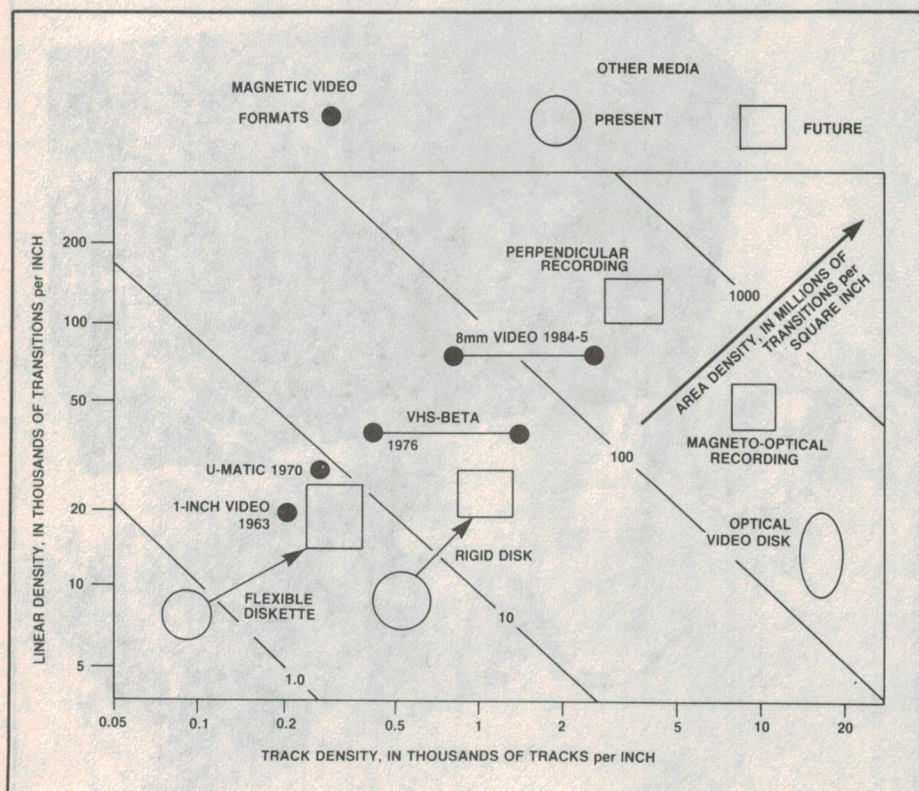 MAGNETIC VIDEO
FORMATS
OTHER MEDIA
PRESENT
FUTURE
LINEAR DENSITY, IN THOUSANDS OF TRANSITIONS per INCH
200
100
50
20
10
5
PERPENDICULAR
RECORDING
1000
AREA DENSITY, IN MILLIONS OF
TRANSITIONS per
SQUARE INCH
8mm VIDEO 1984-5
VHS-BETA
1976
MAGNETO-OPTICAL
RECORDING
100
U-MATIC 1970
1-INCH VIDEO
1963
OPTICAL
VIDEO DISK
RIGID DISK
FLEXIBLE
DISKETTE
10
1.0
0.05
0.1
0.2
0.5
1
2
5
10
20
TRACK DENSITY, IN THOUSANDS OF TRACKS per INCH